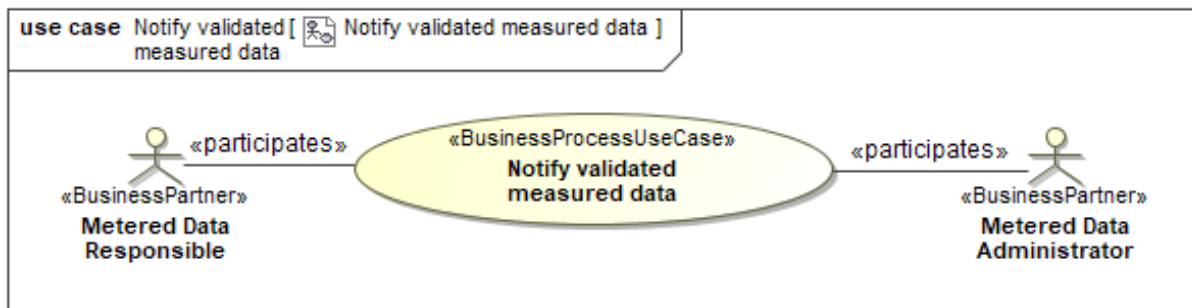 use case Notify validated [ Notify validated measured data ]
measured data
«participates»
«BusinessProcessUseCase»
Notify validated
measured data
«participates»
«BusinessPartner»
Metered Data
Responsible
«BusinessPartner»
Metered Data
Administrator